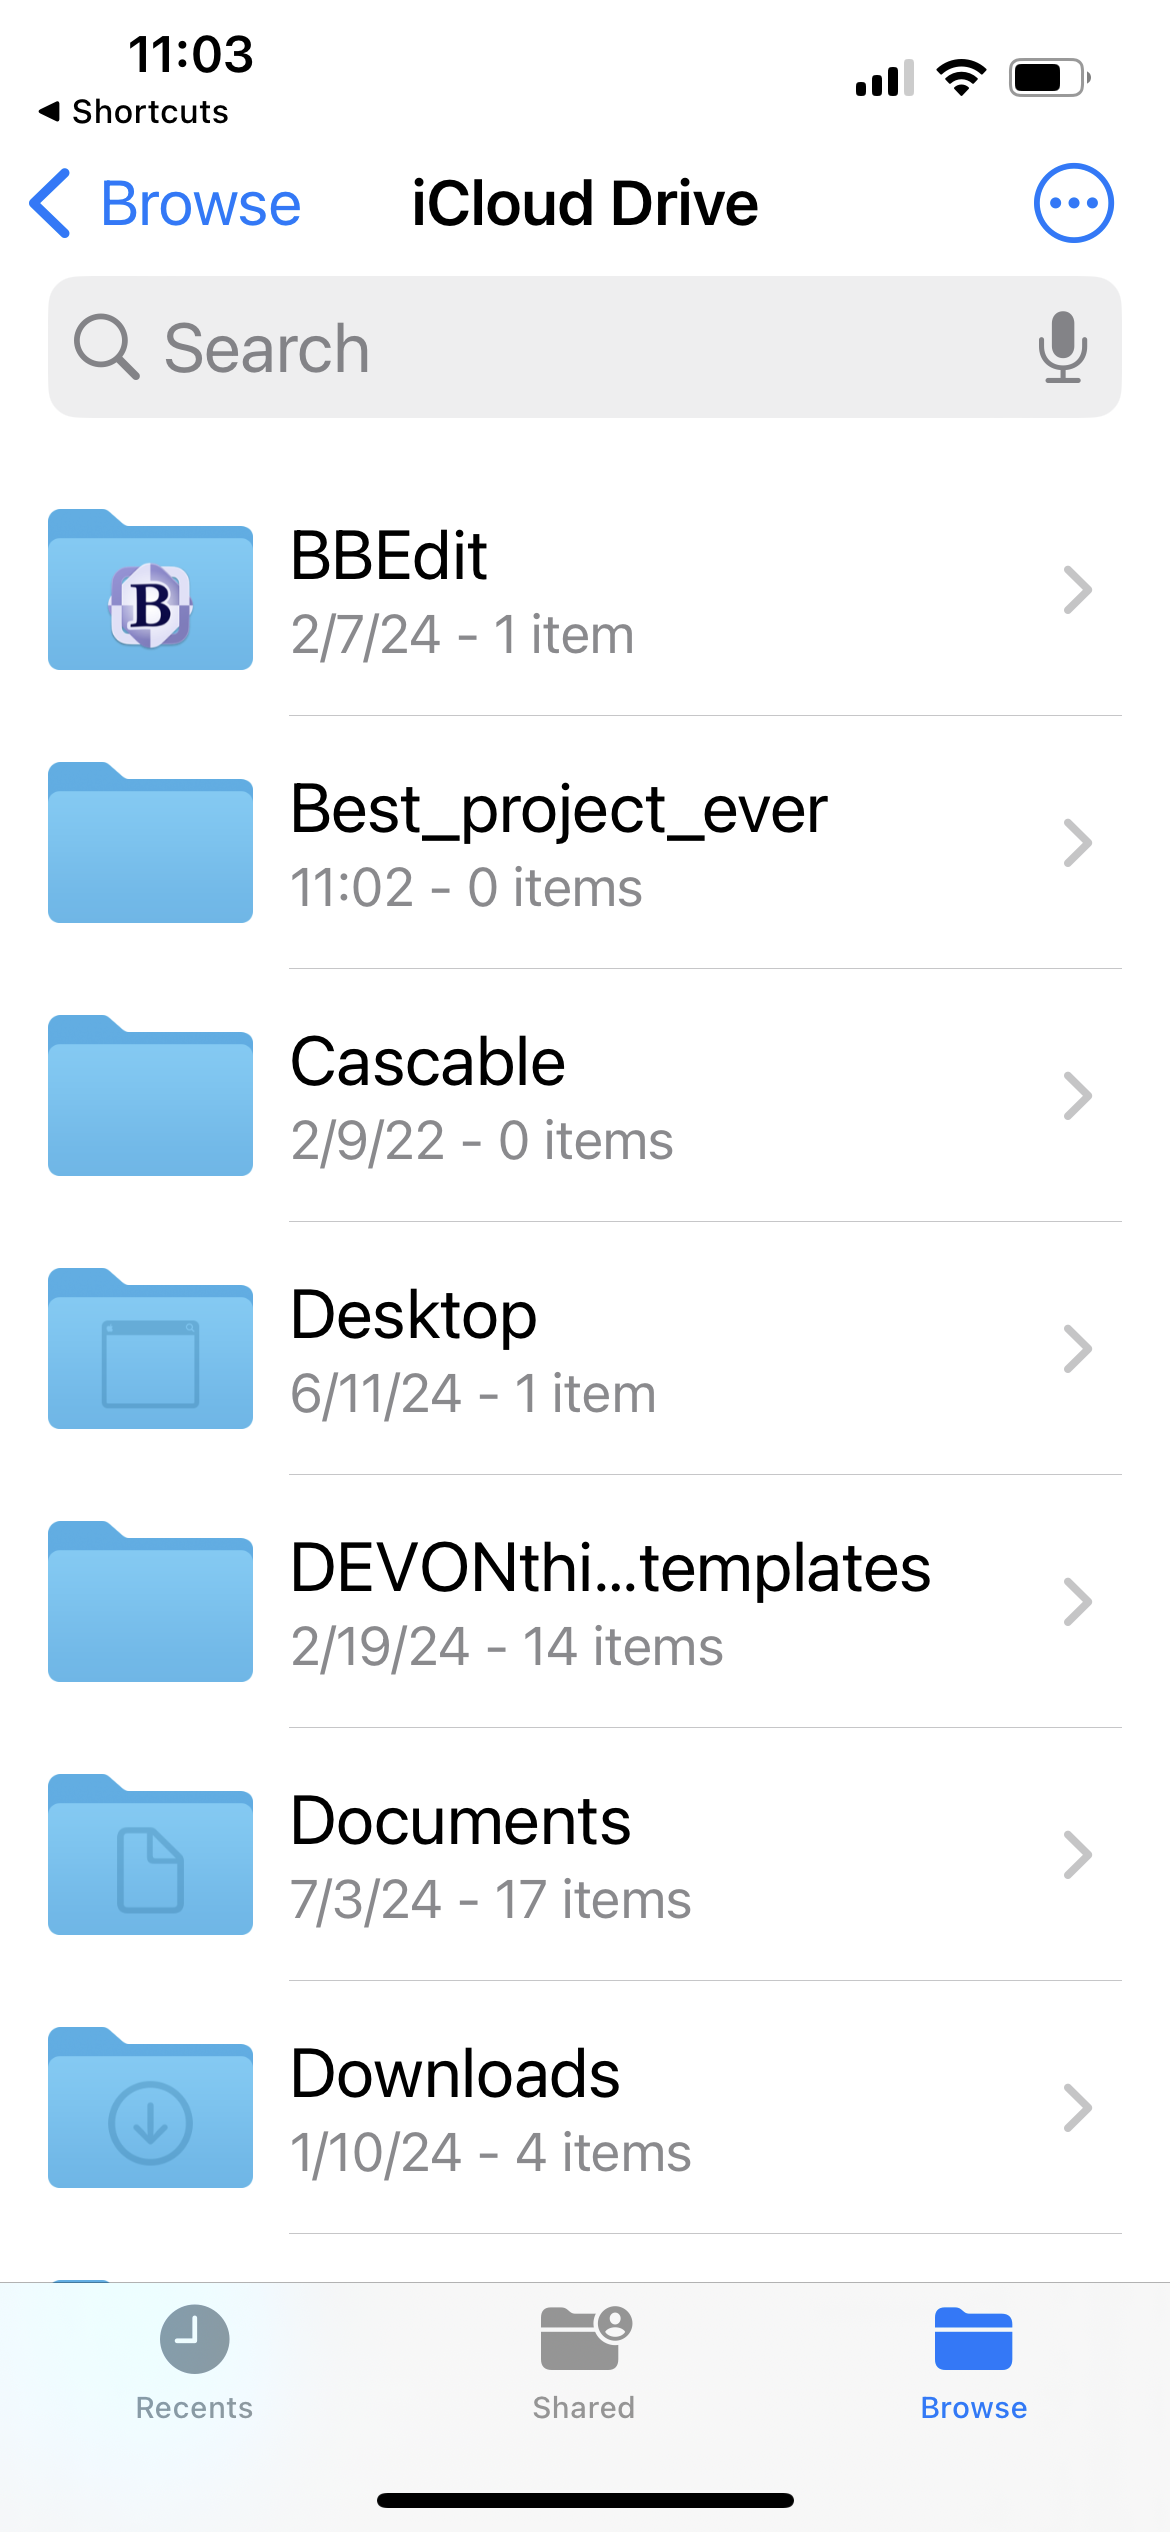 11:03
◀ Shortcuts
Browse
iCloud Drive
Search
B
BBEdit
2/7/24 - 1 item
Best_project_ever
11:02 - 0 items
Cascable
2/9/22 - 0 items
Desktop
6/11/24 - 1 item
DEVONthi...templates
2/19/24 - 14 items
Documents
7/3/24 - 17 items
Downloads
1/10/24 - 4 items
Recents
Shared
Browse